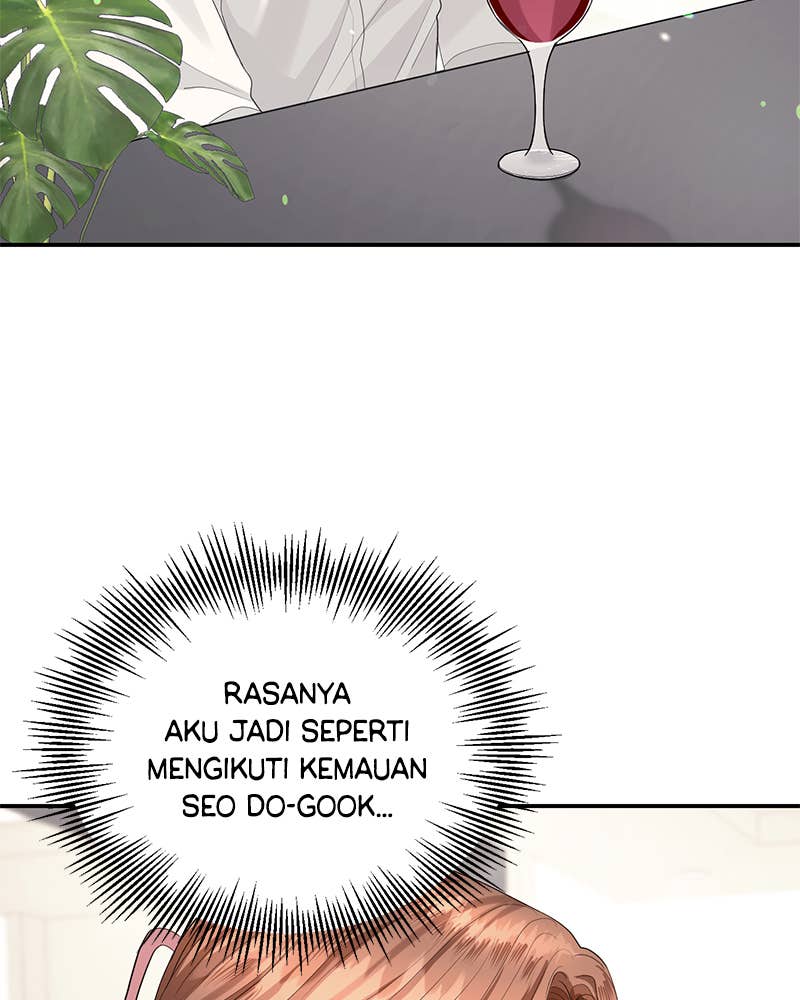 RASANYA
AKU JADI SEPERTI
MENGIKUTI KEMAUAN
SEO DO-GOOK...